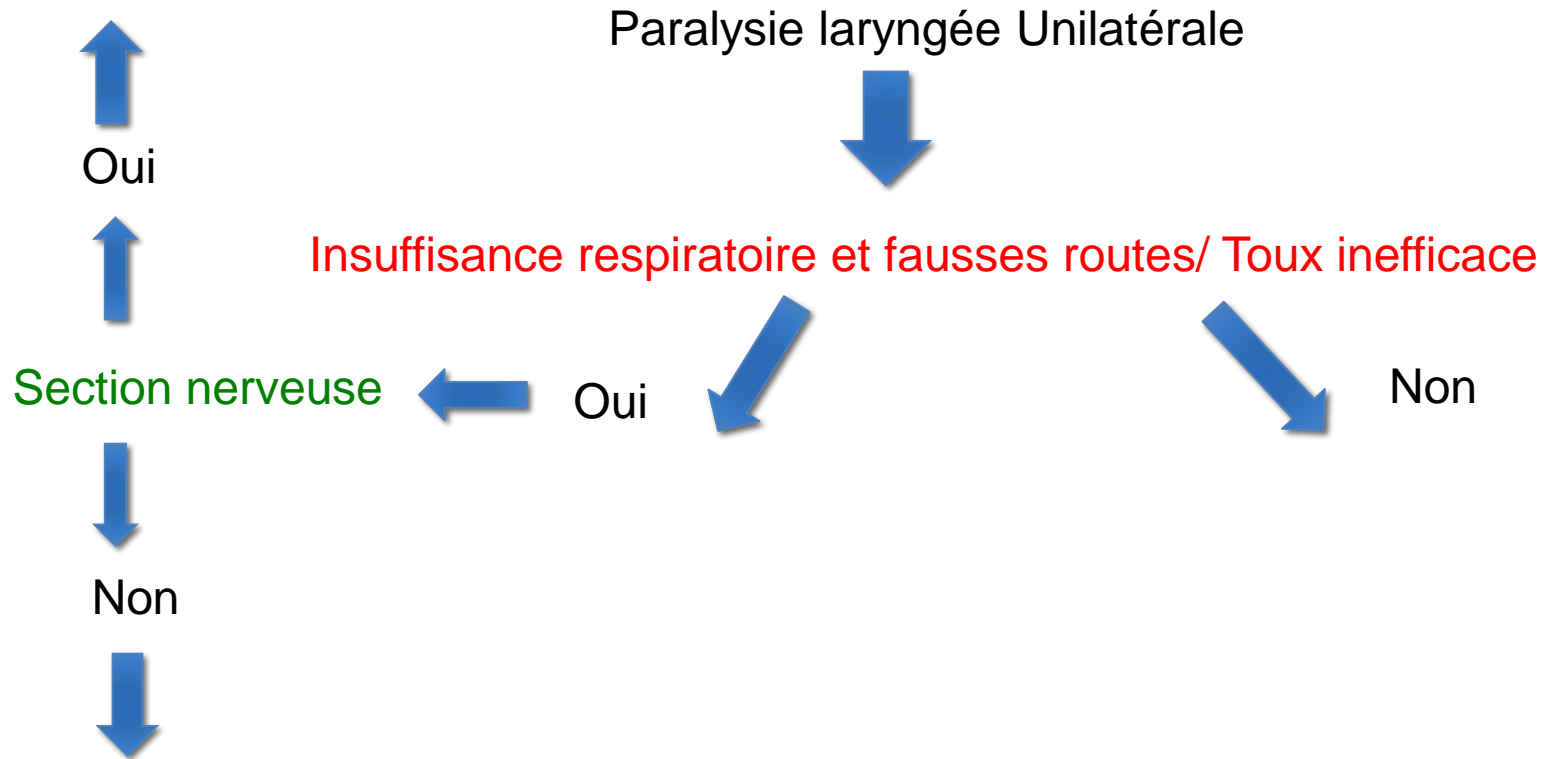 Paralysie laryngée Unilatérale
Oui
Insuffisance respiratoire et fausses routes/ Toux inefficace
Section nerveuse
Oui
Non
Non